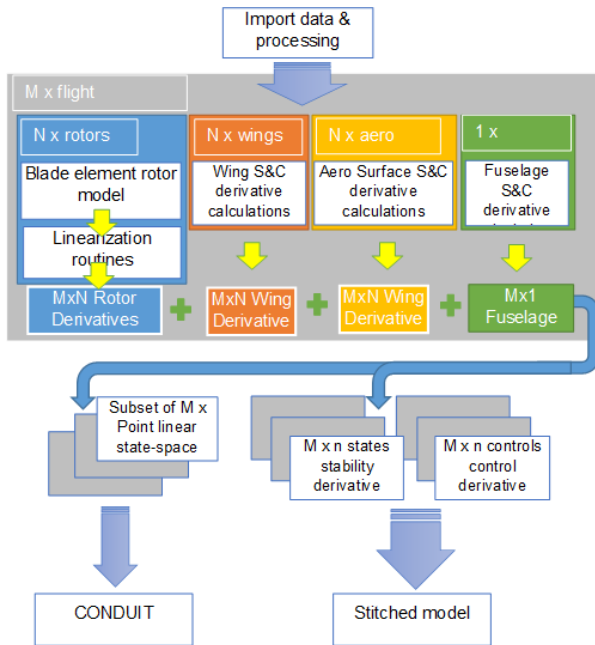 Import data &
processing
M x flight
N x rotors
N x wings
N x aero
1 x
Blade element rotor
model
Wing S&C
derivative
calculations
Aero Surface S&C
derivative
calculations
Fuselage
S&C
derivative
Linearization
routines
MxN Rotor
Derivatives
MxN Wing
Derivative
MxN Wing
Derivative
Mx1
Fuselage
Subset of M x
Point linear
state-space
M x n states
stability
derivative
M x n controls
control
derivative
CONDUIT
Stitched model